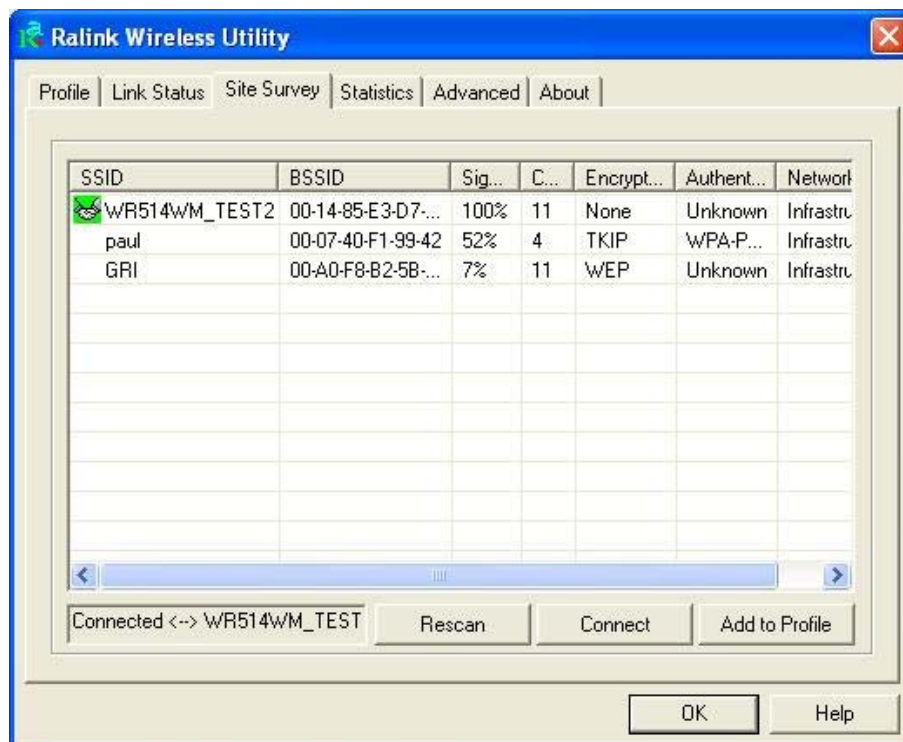 Ralink Wireless Utility
Profile Link Status Site Survey Statistics Advanced About
SSID BSSID Sig... C... Encrypt... Authent... Network
WR514WM_TEST2 00-14-85-E3-D7-... 100% 11 None Unknown Infrastru
paul 00-07-40-F1-99-42 52% 4 TKIP WPA-P... Infrastru
GRI 00-A0-F8-B2-5B-... 7% 11 WEP Unknown Infrastru
Connected <--> WR514WM_TEST Rescan Connect Add to Profile
OK Help